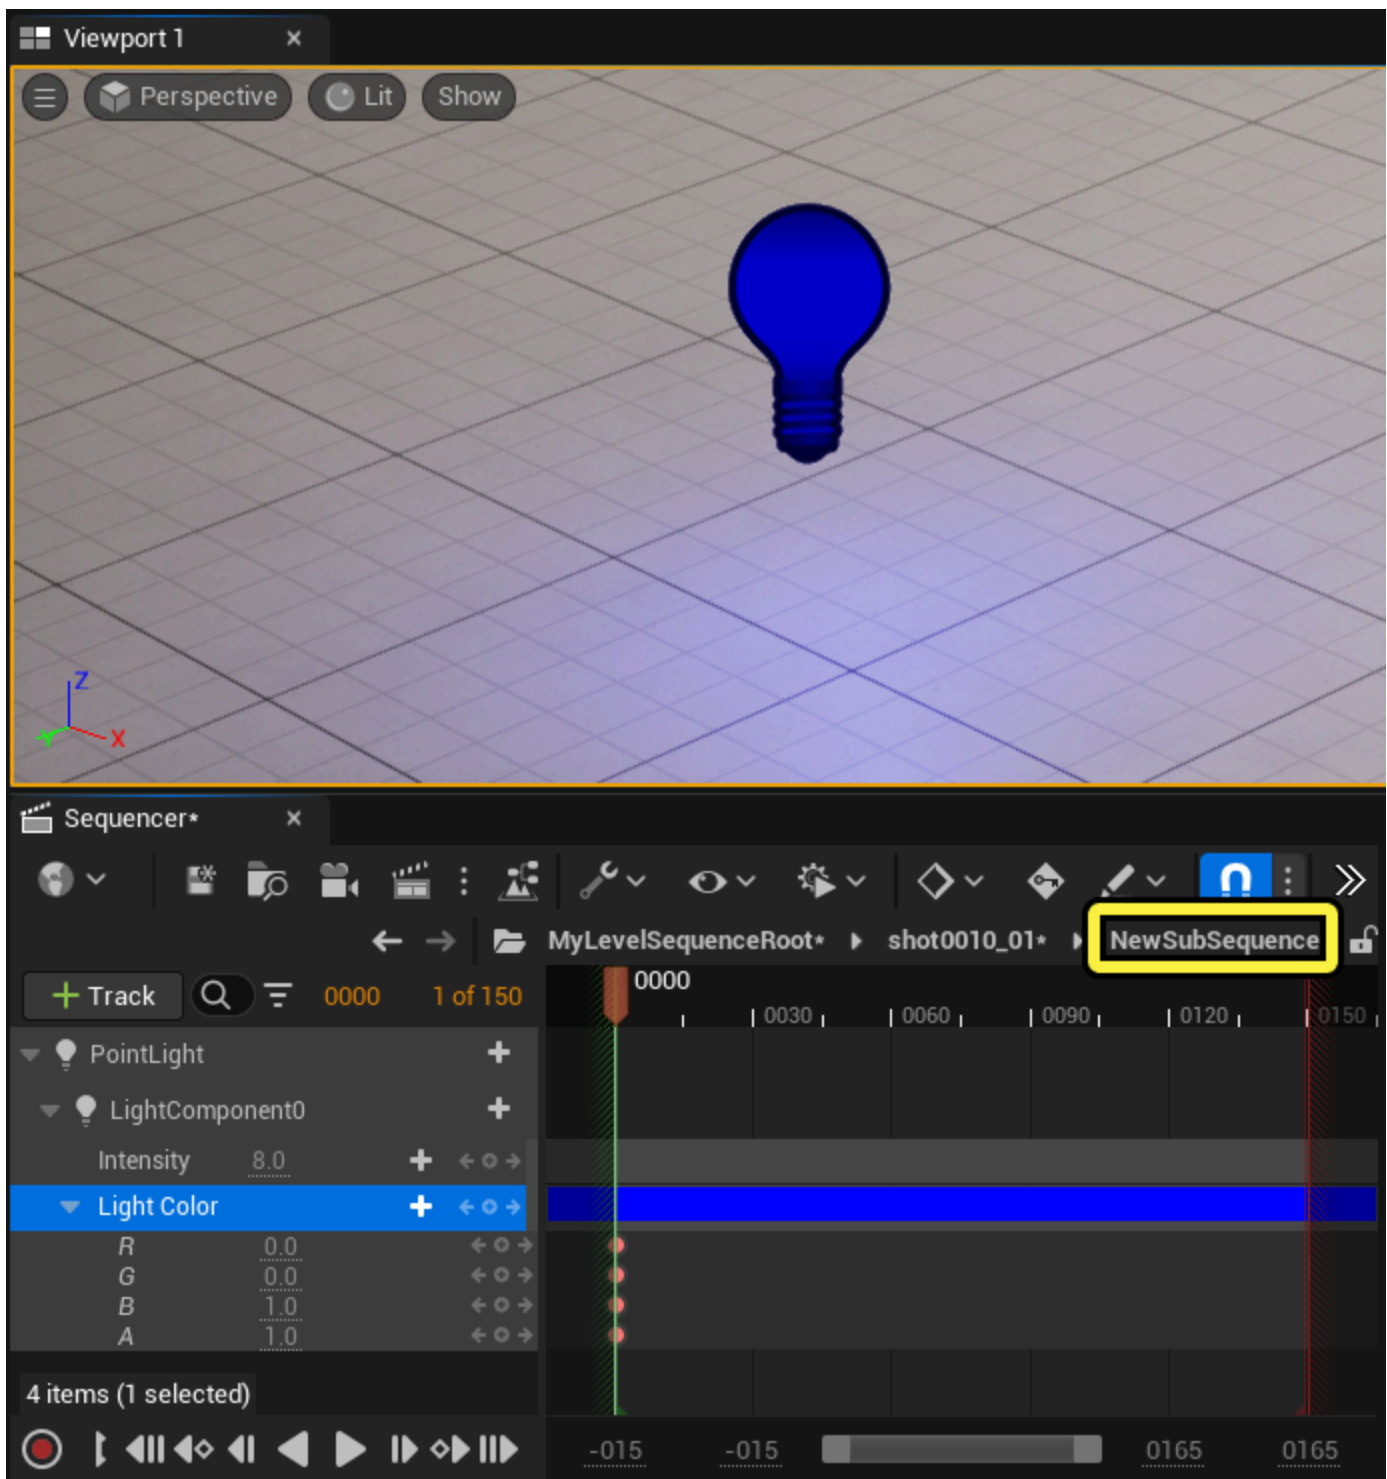 Viewport 1
Perspective Lit Show
Z
Y X
Sequencer*
MyLevelSequenceRoot* shot0010_01* NewSubSequence
+ Track 0000 1 of 150
0000
0030 0060 0090 0120 0150
PointLight
LightComponent0
Intensity 8.0
Light Color
R 0.0
G 0.0
B 1.0
A 1.0
4 items (1 selected)
-015 -015 0165 0165